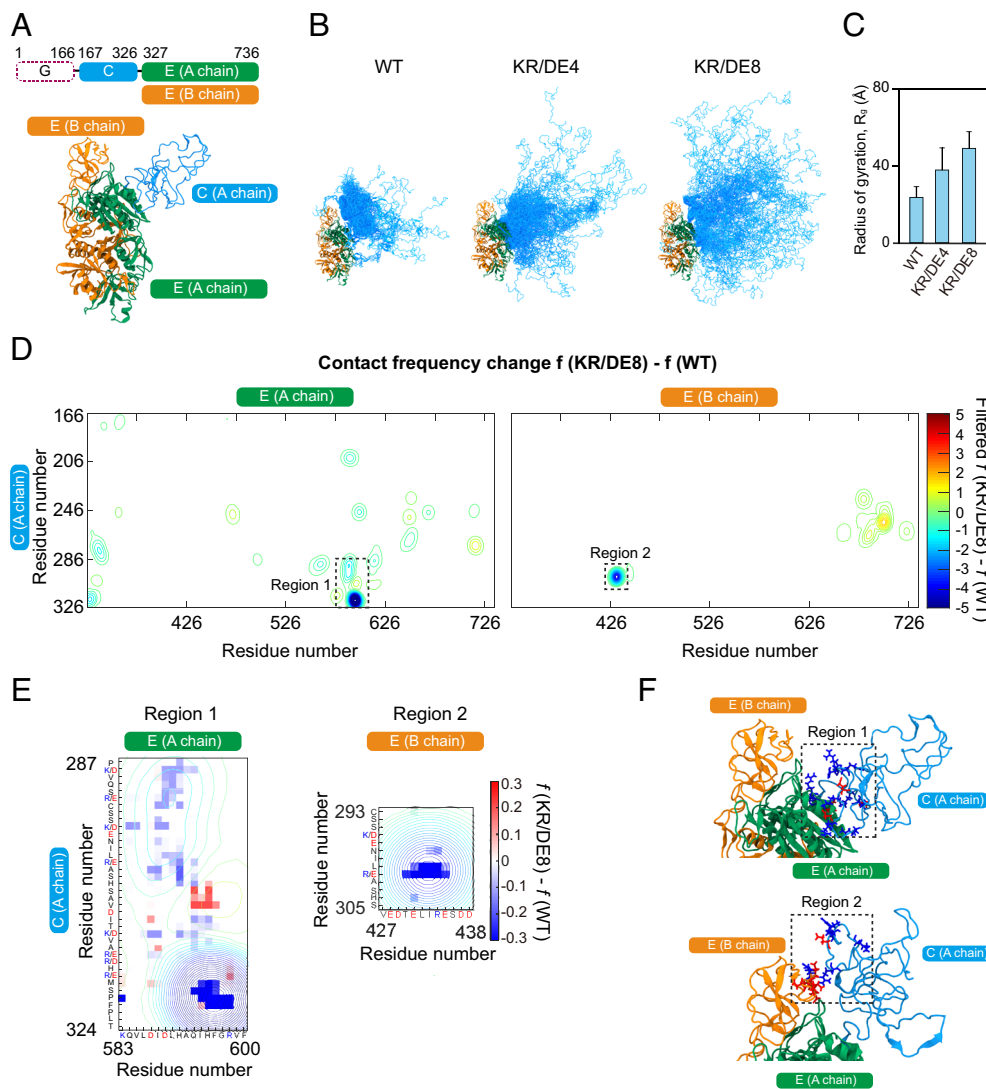 A
1 166 167 326 327 736
G C E (A chain)
E (B chain)
E (B chain)
C (A chain)
E (A chain)
B
WT KR/DE4 KR/DE8
C
Radius of gyration, Rg (Å)
80
40
0
WT KR/DE4 KR/DE8
D
Contact frequency change f (KR/DE8) - f (WT)
E (A chain) E (B chain)
C (A chain)
Residue number
166
206
246
286
326
Region 1
Region 2
426 526 626 726
426 526 626 726
Residue number Residue number
5
4
3
2
1
0
-1
-2
-3
-4
-5
Filtered f (KR/DE8) - f (WT)
E
Region 1
E (A chain)
C (A chain)
Residue number
287
324
583 600
Residue number
Region 2
E (B chain)
Residue number
293
305
V E D T E L I R E S D D
427 438
Residue number
0.3
0.2
0.1
0
-0.1
-0.2
-0.3
f (KR/DE8) - f (WT)
F
E (B chain)
Region 1
C (A chain)
E (A chain)
Region 2
E (B chain)
C (A chain)
E (A chain)